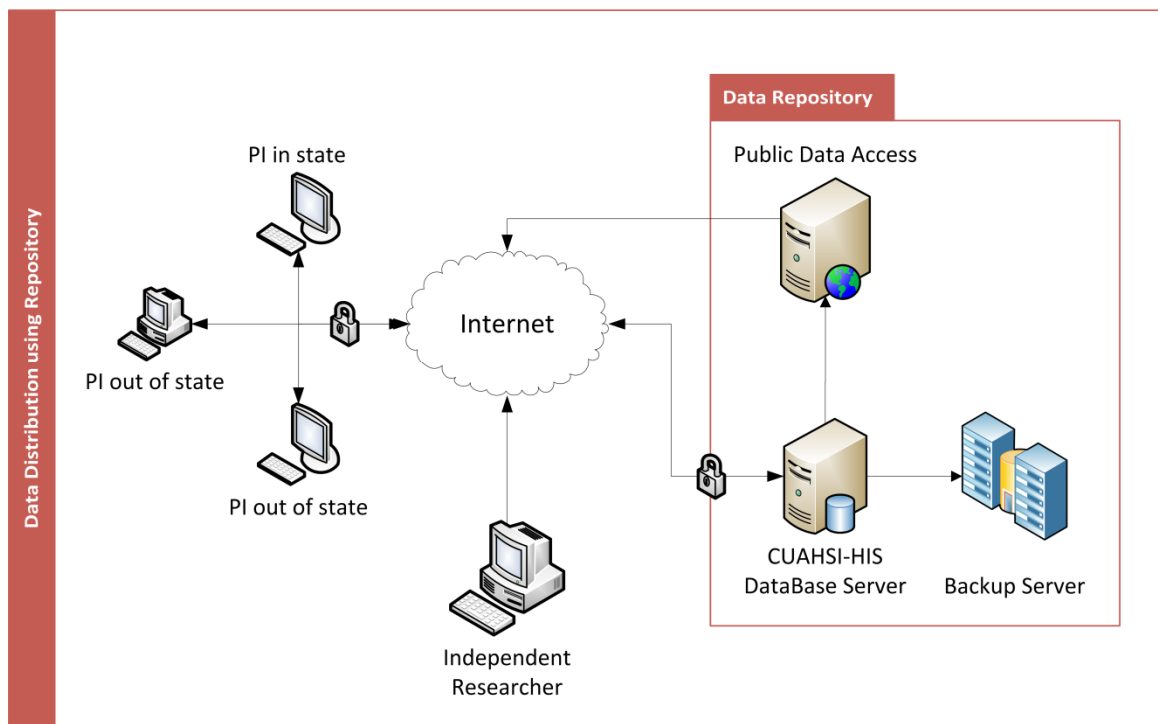 Data Distribution using Repository
Data Repository
PI in state
Public Data Access
Internet
PI out of state
PI out of state
CUAHSI-HIS
DataBase Server
Backup Server
Independent
Researcher